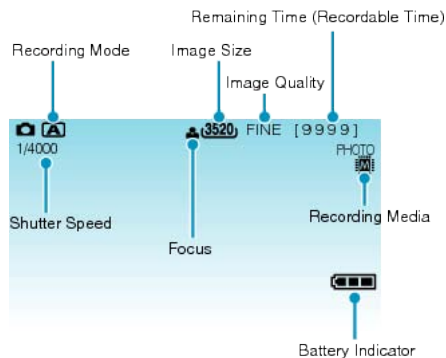 Remaining Time (Recordable Time)
Recording Mode
Image Size
Image Quality
A
3520
FINE
[9999]
1/4000
PHOTO
M
Shutter Speed
Recording Media
Focus
Battery Indicator